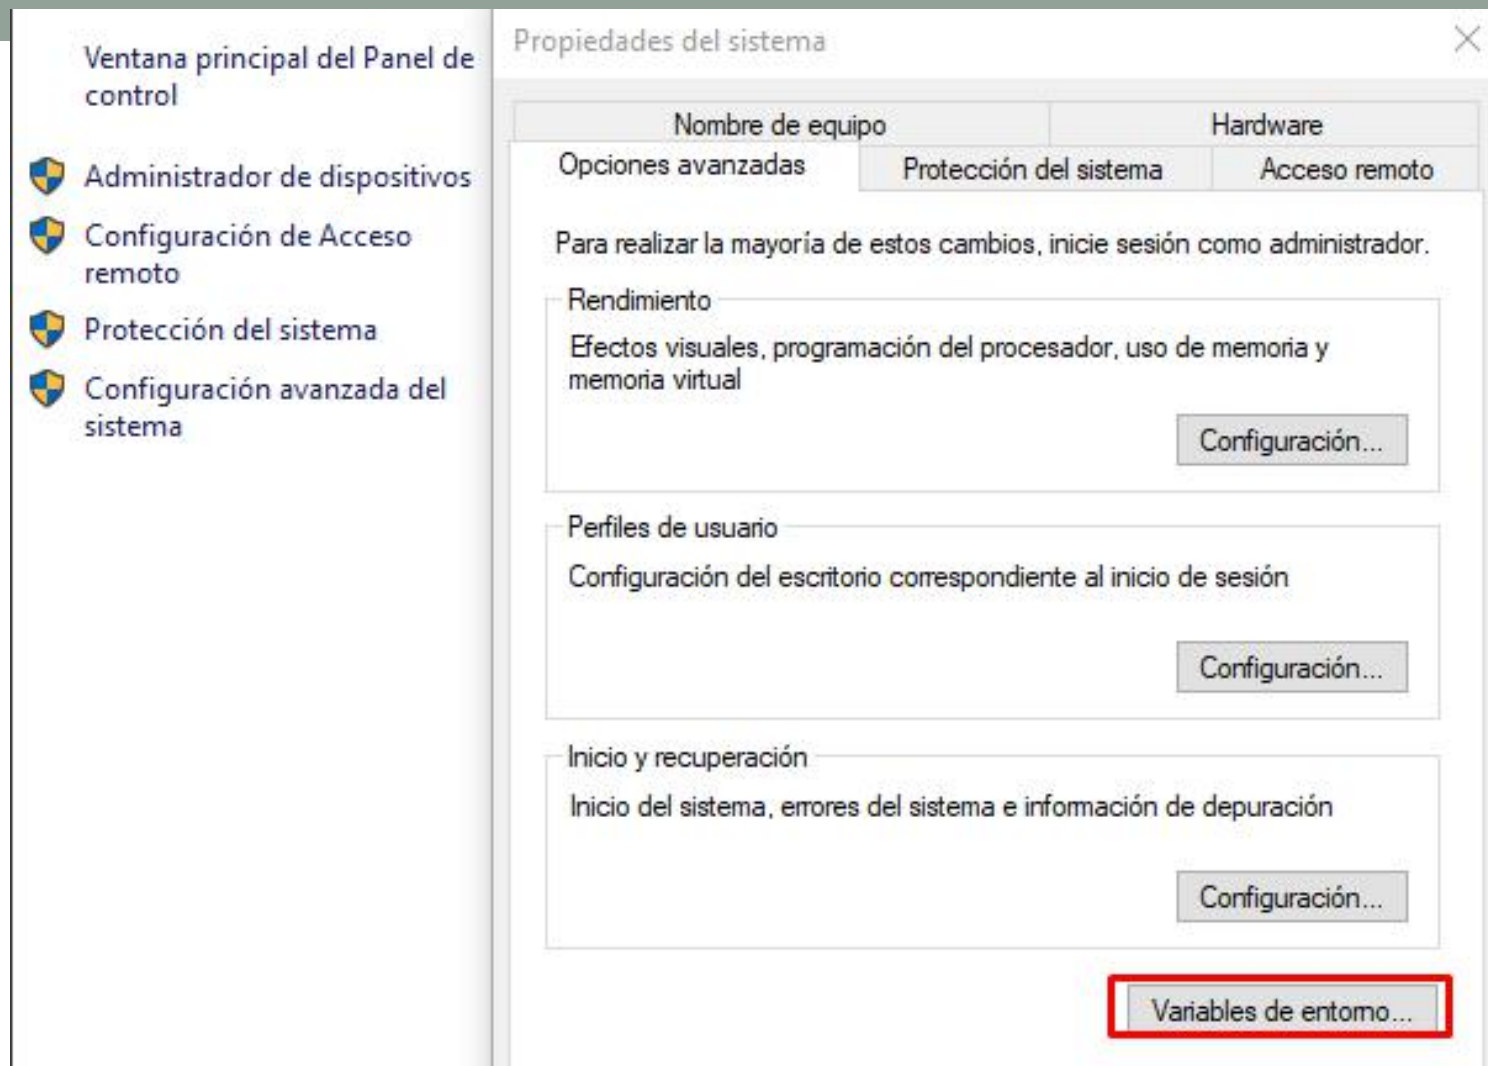 Ventana principal del Panel de
control
Administrador de dispositivos
Configuración de Acceso
remoto
Protección del sistema
Configuración avanzada del
sistema
Propiedades del sistema
Nombre de equipo
Hardware
Opciones avanzadas
Protección del sistema
Acceso remoto
Para realizar la mayoría de estos cambios, inicie sesión como administrador.
Rendimiento
Efectos visuales, programación del procesador, uso de memoria y
memoria virtual
Configuración...
Perfiles de usuario
Configuración del escritorio correspondiente al inicio de sesión
Configuración...
Inicio y recuperación
Inicio del sistema, errores del sistema e información de depuración
Configuración...
Variables de entorno...